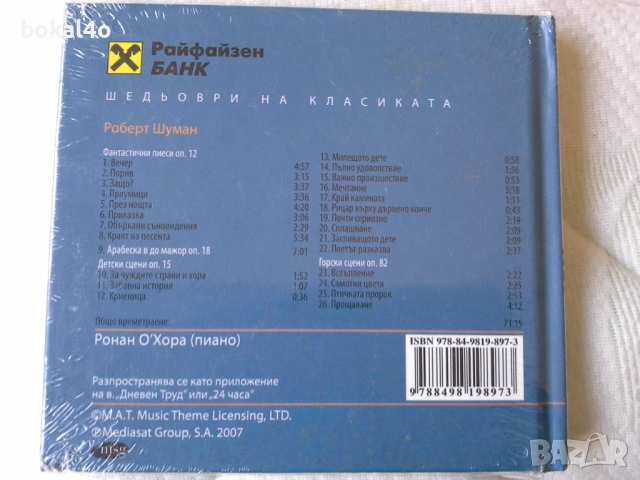 bokal4o
Райфайзен
БАНК
ШЕДЬОВРИ НА КЛАСИКАТА
Роберт Шуман
Фантастични пиеси оп. 12
1. Вечер 4:57
2. Порив 3:15
3. Защо? 3:37
4. Приумици 3:36
5. През нощта 4:20
6. Приказка 3:06
7. Объркани съновидения 2:29
8. Краят на песента 5:34
9. Арабеска в до мажор оп. 18 7:01
Детски сцени оп. 15
10. За чуждите страни и хора 1:52
11. Забавна история 1:07
12. Криеница 0:36
13. Молещото дете 0:58
14. Пълно удоволствие 1:36
15. Важно произшествие 0:53
16. Мечтание 3:18
17. Край камината 1:11
18. Рицар върху дървено конче 0:43
19. Почти сериозно 2:19
20. Сплашване 2:09
21. Заспиващото дете 2:09
22. Поетът разказва 2:37
Горски сцени оп. 82
23. Встъпление 2:22
24. Самотни цветя 2:25
25. Птичката пророк 2:53
26. Прощаване 4:12
Общо времетраене: 71:15
Ронан О'Хора (пиано)
ISBN 978-84-9819-897-3
9 788498 198973
Разпространява се като приложение
на в. „Дневен Труд" или „24 часа"
©M.A.T. Music Theme Licensing, LTD.
℗Mediasat Group, S.A. 2007
msg
BAZAR
bokal4o